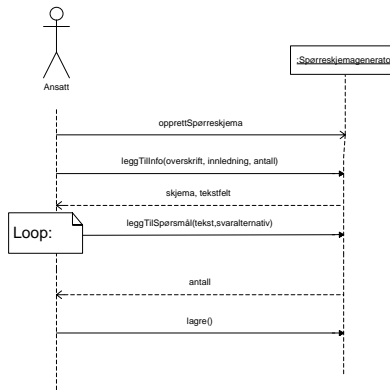 Ansatt
:Spørreskjemagenerator
opprettSpørreskjema
leggTilInfo(overskrift, innledning, antall)
skjema, tekstfelt
Loop:
leggTilSpørsmål(tekst,svaralternativ)
antall
lagre()